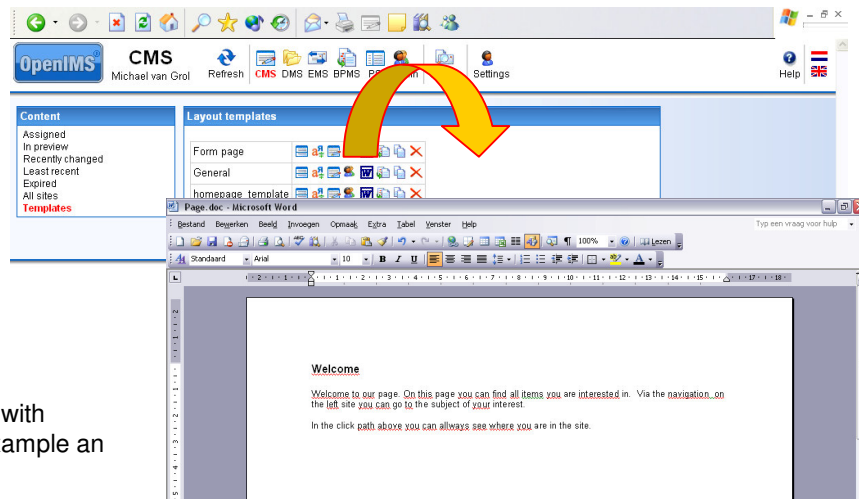 OpenIMS®
CMS
Michael van Grol
Refresh
CMS DMS EMS BPMS
Settings
Help
Content
Assigned
In preview
Recently changed
Least recent
Expired
All sites
Templates
Layout templates
Form page
General
homepage_template
Page.doc - Microsoft Word
Bestand Bewerken Beeld Invoegen Opmaak Extra Tabel Venster Help
Typ een vraag voor hulp
100%
Lezen
Standaard Arial 10 B I U
Welcome
Welcome to our page. On this page you can find all items you are interested in. Via the navigation on
the left site you can go to the subject of your interest.
In the click path above you can allways see where you are in the site.
with
ample an